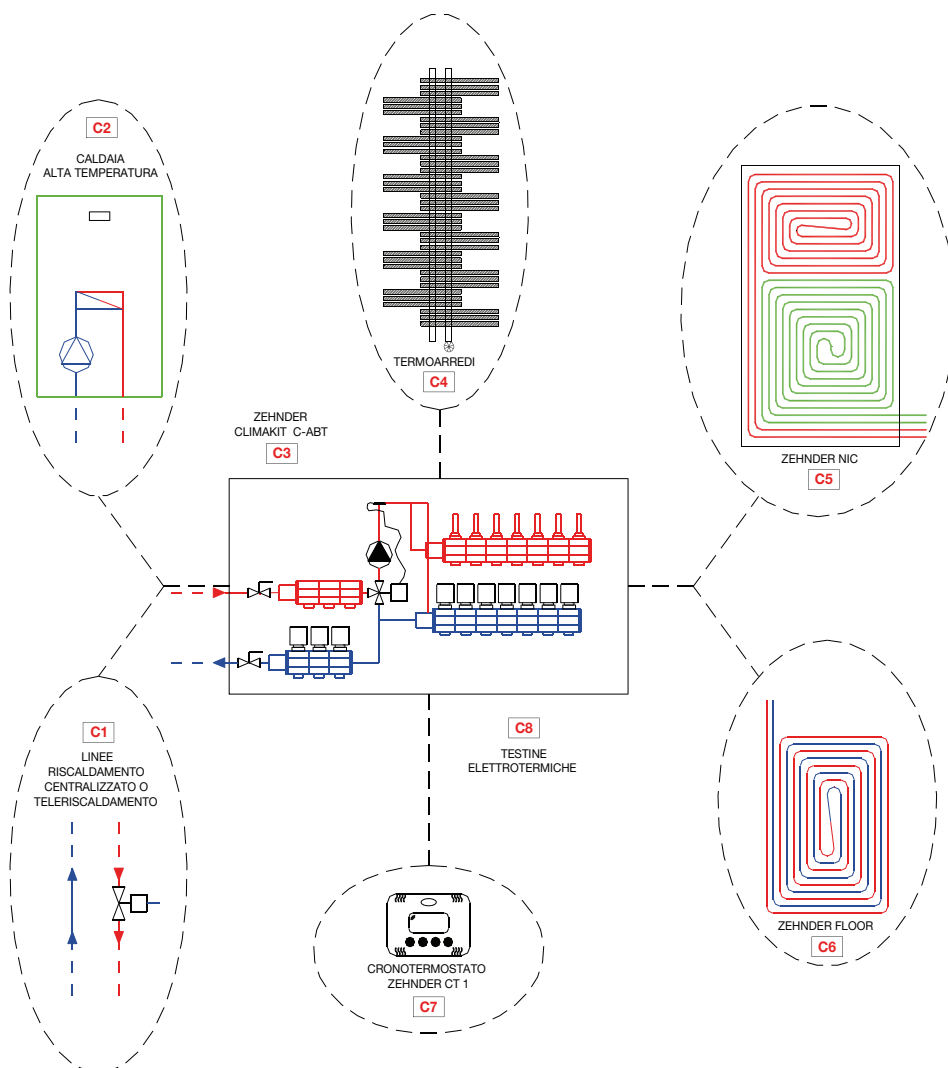 C2
CALDAIA
ALTA TEMPERATURA
TERMOARREDI
C4
ZEHNDER
CLIMAKIT C-ABT
C3
ZEHNDER NIC
C5
C1
LINEE
RISCALDAMENTO
CENTRALIZZATO O
TELERISCALDAMENTO
C8
TESTINE
ELETTROTERMICHE
ZEHNDER FLOOR
C6
CRONOTERMOSTATO
ZEHNDER CT 1
C7